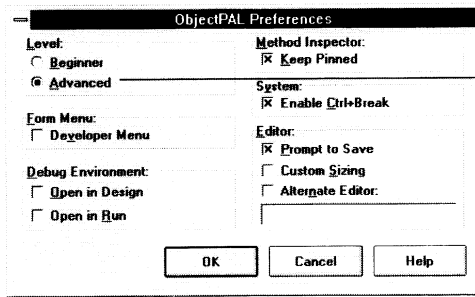 ObjectPAL Preferences
Level:
Beginner
Advanced
Form Menu:
Developer Menu
Debug Environment:
Open in Design
Open in Run
Method Inspector:
Keep Pinned
System:
Enable Ctrl+Break
Editor:
Prompt to Save
Custom Sizing
Alternate Editor:
OK
Cancel
Help